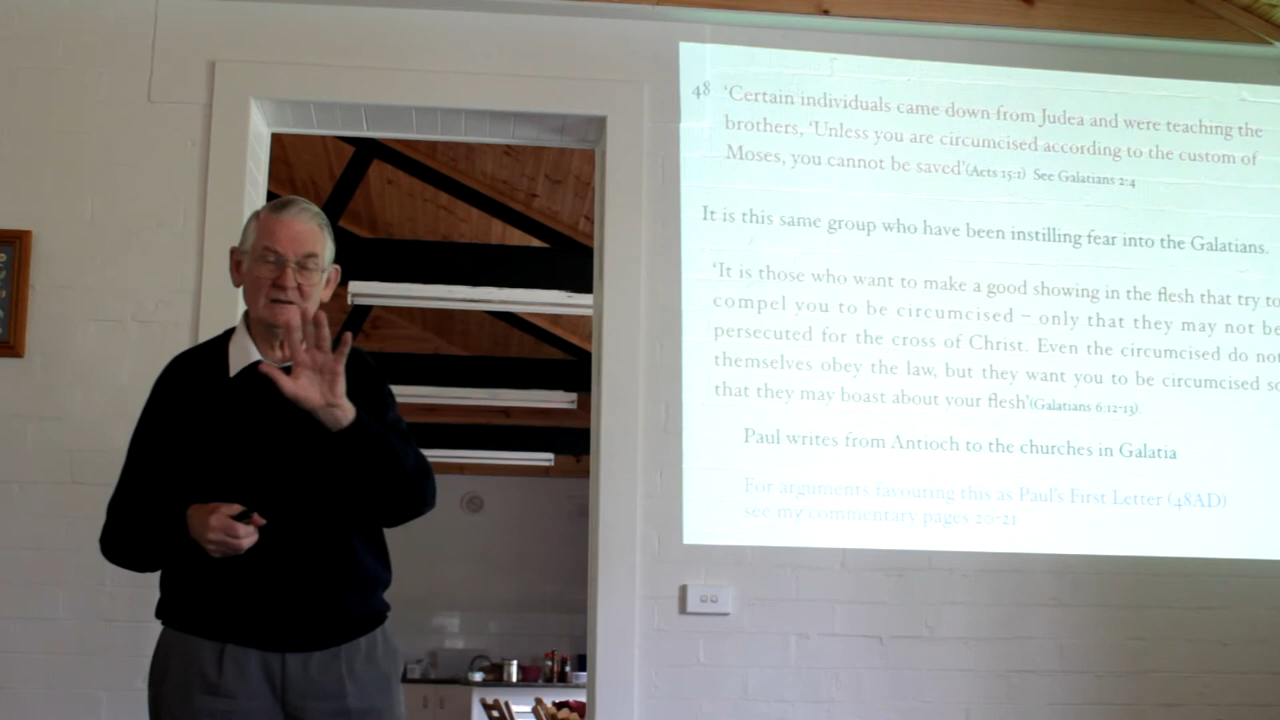 48 ‘Certain individuals came down from Judea and were teaching the
brothers, ‘Unless you are circumcised according to the custom of
Moses, you cannot be saved’(Acts 15:1) See Galatians 2:4
It is this same group who have been instilling fear into the Galatians.
‘It is those who want to make a good showing in the flesh that try to
compel you to be circumcised – only that they may not be
persecuted for the cross of Christ. Even the circumcised do not
themselves obey the law, but they want you to be circumcised so
that they may boast about your flesh’(Galatians 6:12-13).
Paul writes from Antioch to the churches in Galatia
For arguments favouring this as Paul’s First Letter (48AD)
see my commentary pages 20-21